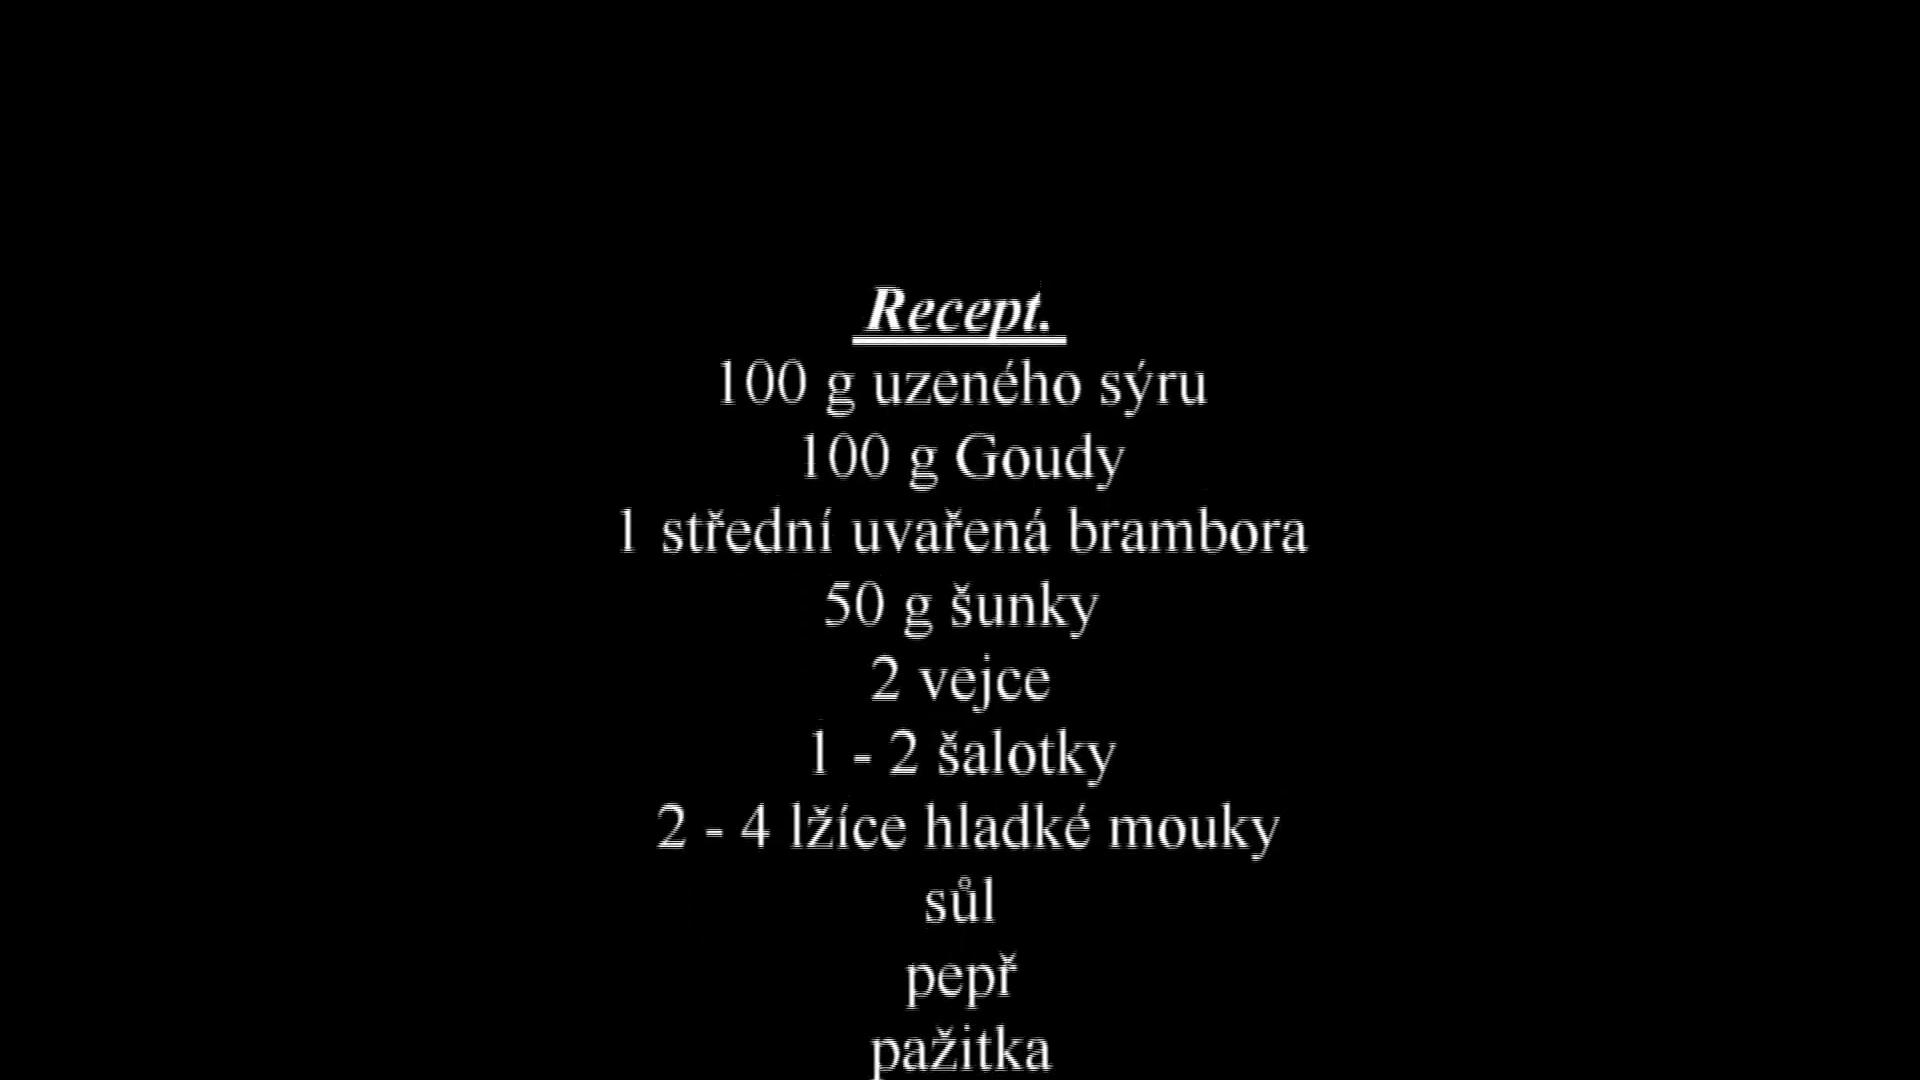 Recept.
100 g uzeného sýru
100 g Goudy
1 střední uvařená brambora
50 g šunky
2 vejce
1 - 2 šalotky
2 - 4 lžíce hladké mouky
sůl
pepř
pažitka